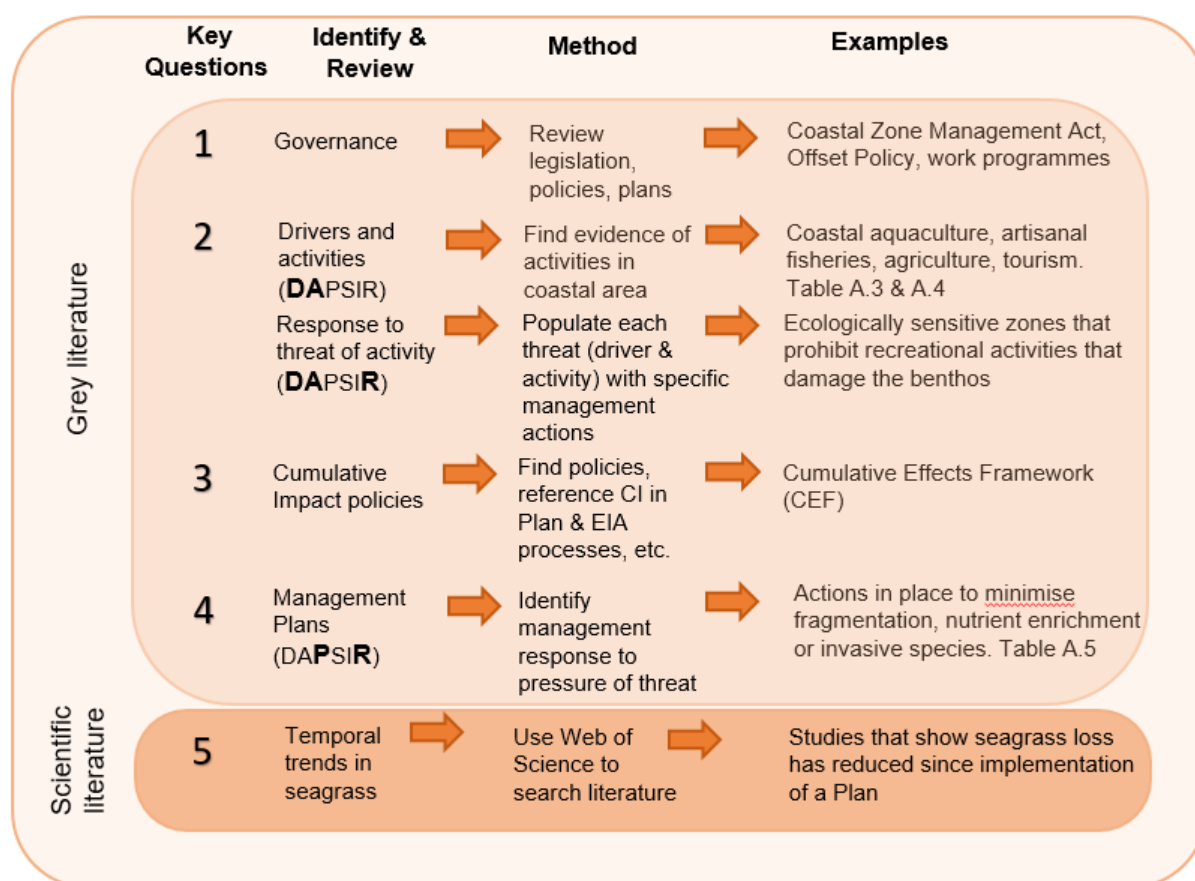 Key
Questions
Identify &
Review
Method
Examples
Grey literature
1
Governance
Review
legislation,
policies, plans
Coastal Zone Management Act,
Offset Policy, work programmes
2
Drivers and
activities
(DAPSIR)
Find evidence of
activities in
coastal area
Coastal aquaculture, artisanal
fisheries, agriculture, tourism.
Table A.3 & A.4
Response to
threat of activity
(DAPSIR)
Populate each
threat (driver &
activity) with specific
management
actions
Ecologically sensitive zones that
prohibit recreational activities that
damage the benthos
3
Cumulative
Impact policies
Find policies,
reference CI in
Plan & EIA
processes, etc.
Cumulative Effects Framework
(CEF)
4
Management
Plans
(DAPSIR)
Identify
management
response to
pressure of threat
Actions in place to minimise
fragmentation, nutrient enrichment
or invasive species. Table A.5
Scientific
literature
5
Temporal
trends in
seagrass
Use Web of
Science to
search literature
Studies that show seagrass loss
has reduced since implementation
of a Plan